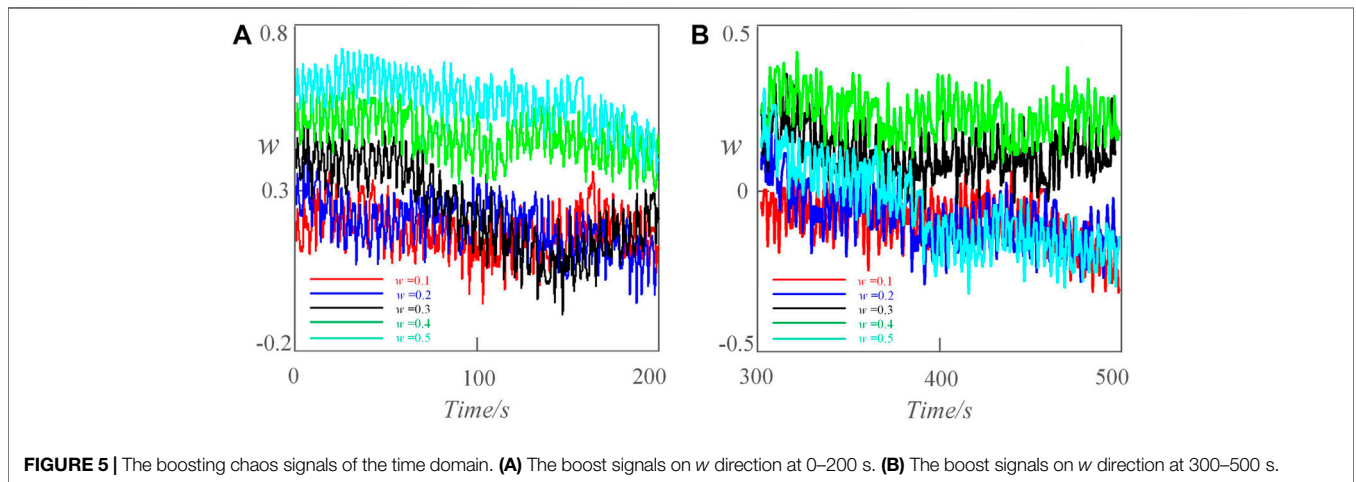 A
0.8
w
0.3
-0.2
w =0.1
w =0.2
w =0.3
w =0.4
w =0.5
0 100 200
Time/s
B
0.5
w
0
-0.5
w =0.1
w =0.2
w =0.3
w =0.4
w =0.5
300 400 500
Time/s
FIGURE 5 | The boosting chaos signals of the time domain. (A) The boost signals on w direction at 0–200 s. (B) The boost signals on w direction at 300–500 s.